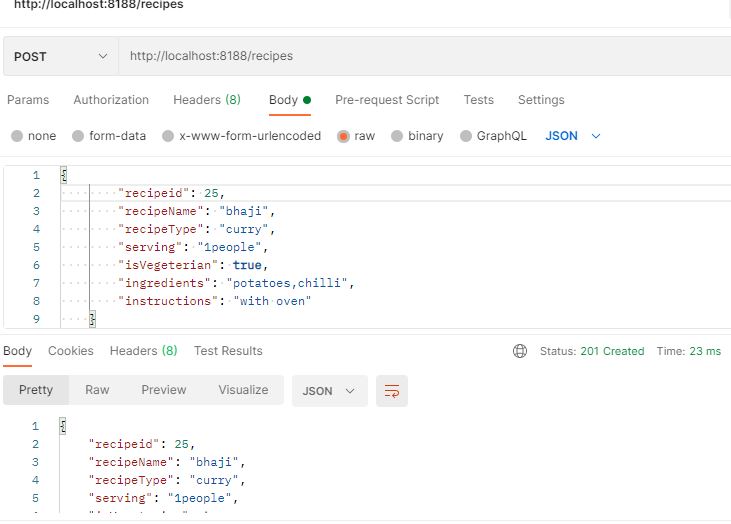 http://localhost:8188/recipes
POST http://localhost:8188/recipes
Params Authorization Headers (8) Body Pre-request Script Tests Settings
none form-data x-www-form-urlencoded raw binary GraphQL JSON
1 {
2 "recipeid": 25,
3 "recipeName": "bhaji",
4 "recipeType": "curry",
5 "serving": "1people",
6 "isVegeterian": true,
7 "ingredients": "potatoes,chilli",
8 "instructions": "with oven"
9 }
Body Cookies Headers (8) Test Results Status: 201 Created Time: 23 ms
Pretty Raw Preview Visualize JSON
1 {
2 "recipeid": 25,
3 "recipeName": "bhaji",
4 "recipeType": "curry",
5 "serving": "1people",